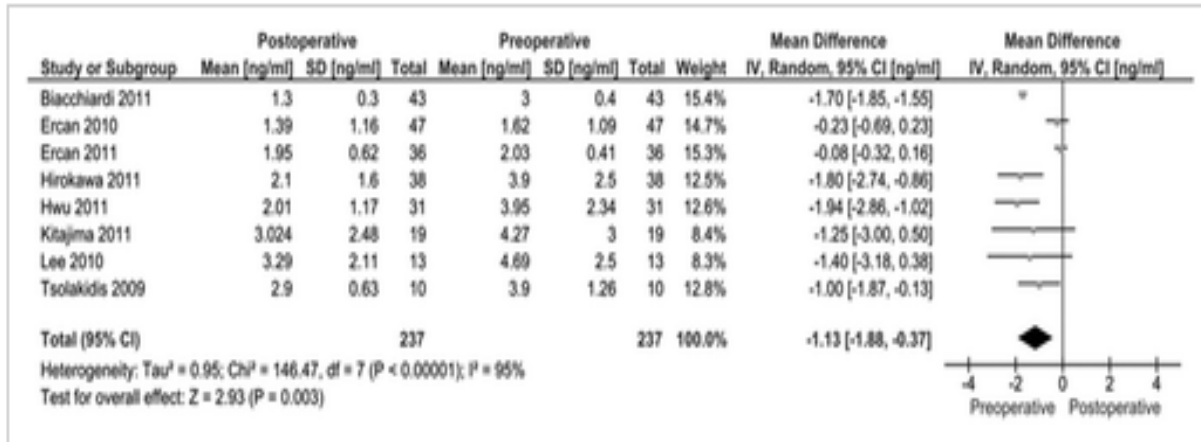 Postoperative Preoperative Mean Difference Mean Difference
Study or Subgroup Mean [ng/ml] SD [ng/ml] Total Mean [ng/ml] SD [ng/ml] Total Weight IV, Random, 95% CI [ng/ml] IV, Random, 95% CI [ng/ml]
Biacchiardi 2011 1.3 0.3 43 3 0.4 43 15.4% -1.70 [-1.85, -1.55]
Ercan 2010 1.39 1.16 47 1.62 1.09 47 14.7% -0.23 [-0.69, 0.23]
Ercan 2011 1.95 0.62 36 2.03 0.41 36 15.3% -0.08 [-0.32, 0.16]
Hirokawa 2011 2.1 1.6 38 3.9 2.5 38 12.5% -1.80 [-2.74, -0.86]
Hwu 2011 2.01 1.17 31 3.95 2.34 31 12.6% -1.94 [-2.86, -1.02]
Kitajima 2011 3.024 2.48 19 4.27 3 19 8.4% -1.25 [-3.00, 0.50]
Lee 2010 3.29 2.11 13 4.69 2.5 13 8.3% -1.40 [-3.18, 0.38]
Tsolakidis 2009 2.9 0.63 10 3.9 1.26 10 12.8% -1.00 [-1.87, -0.13]
Total (95% CI) 237 237 100.0% -1.13 [-1.88, -0.37]
Heterogeneity: Tau² = 0.95; Chi² = 146.47, df = 7 (P < 0.00001); I² = 95%
Test for overall effect: Z = 2.93 (P = 0.003)
-4 -2 0 2 4
Preoperative Postoperative